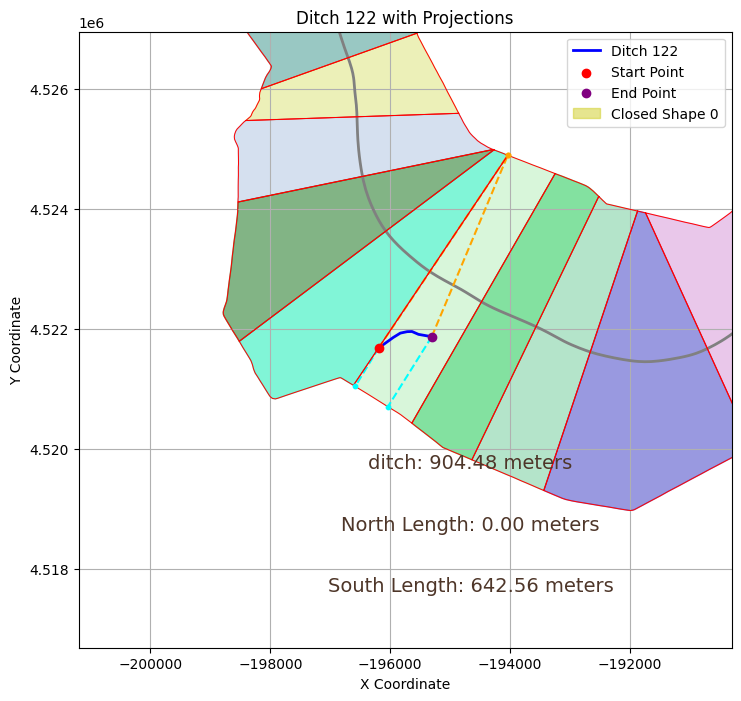 Ditch 122 with Projections
1e6
Ditch 122
Start Point
End Point
Closed Shape 0
4.526
4.524
4.522
4.520
4.518
Y Coordinate
ditch: 904.48 meters
North Length: 0.00 meters
South Length: 642.56 meters
−200000
−198000
−196000
−194000
−192000
X Coordinate